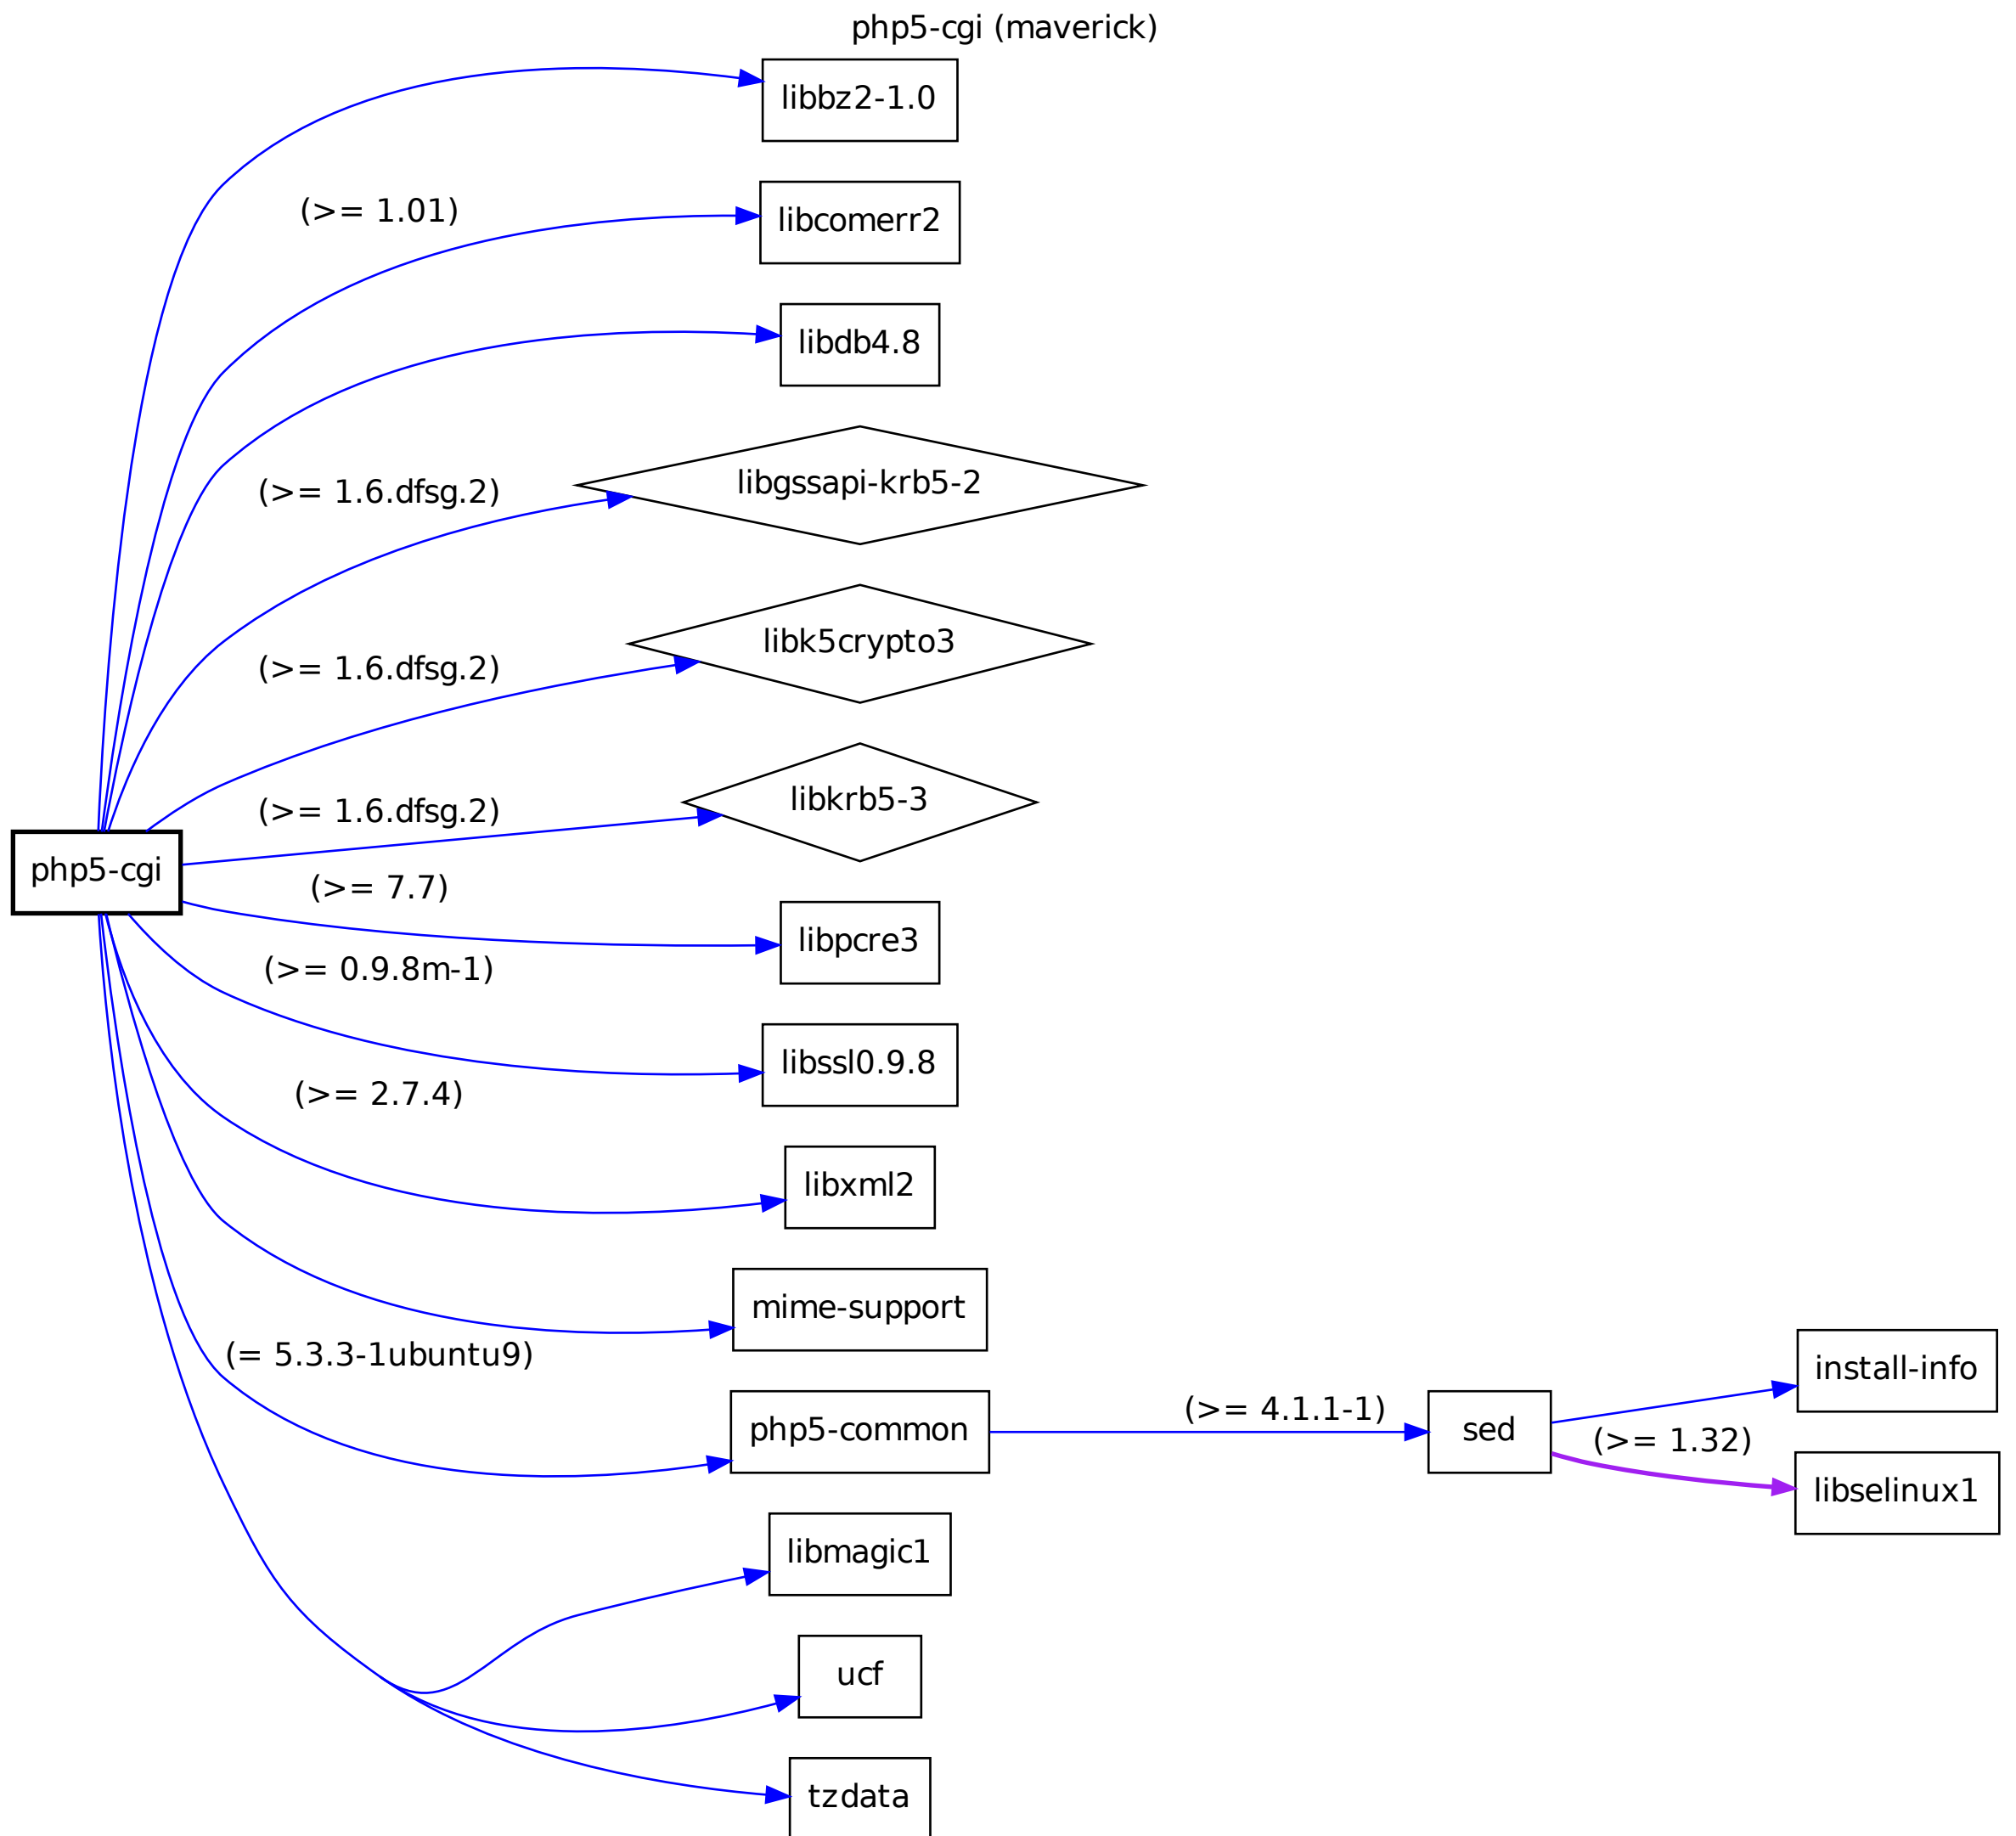 php5-cgi (maverick)
libbz2-1.0
(>= 1.01)
libcomerr2
libdb4.8
(>= 1.6.dfsg.2)
libgssapi-krb5-2
(>= 1.6.dfsg.2)
libk5crypto3
(>= 1.6.dfsg.2)
libkrb5-3
php5-cgi
(>= 7.7)
libpcre3
(>= 0.9.8m-1)
libssl0.9.8
(>= 2.7.4)
libxml2
mime-support
(= 5.3.3-1ubuntu9)
php5-common
(>= 4.1.1-1)
sed
install-info
(>= 1.32)
libselinux1
libmagic1
ucf
tzdata